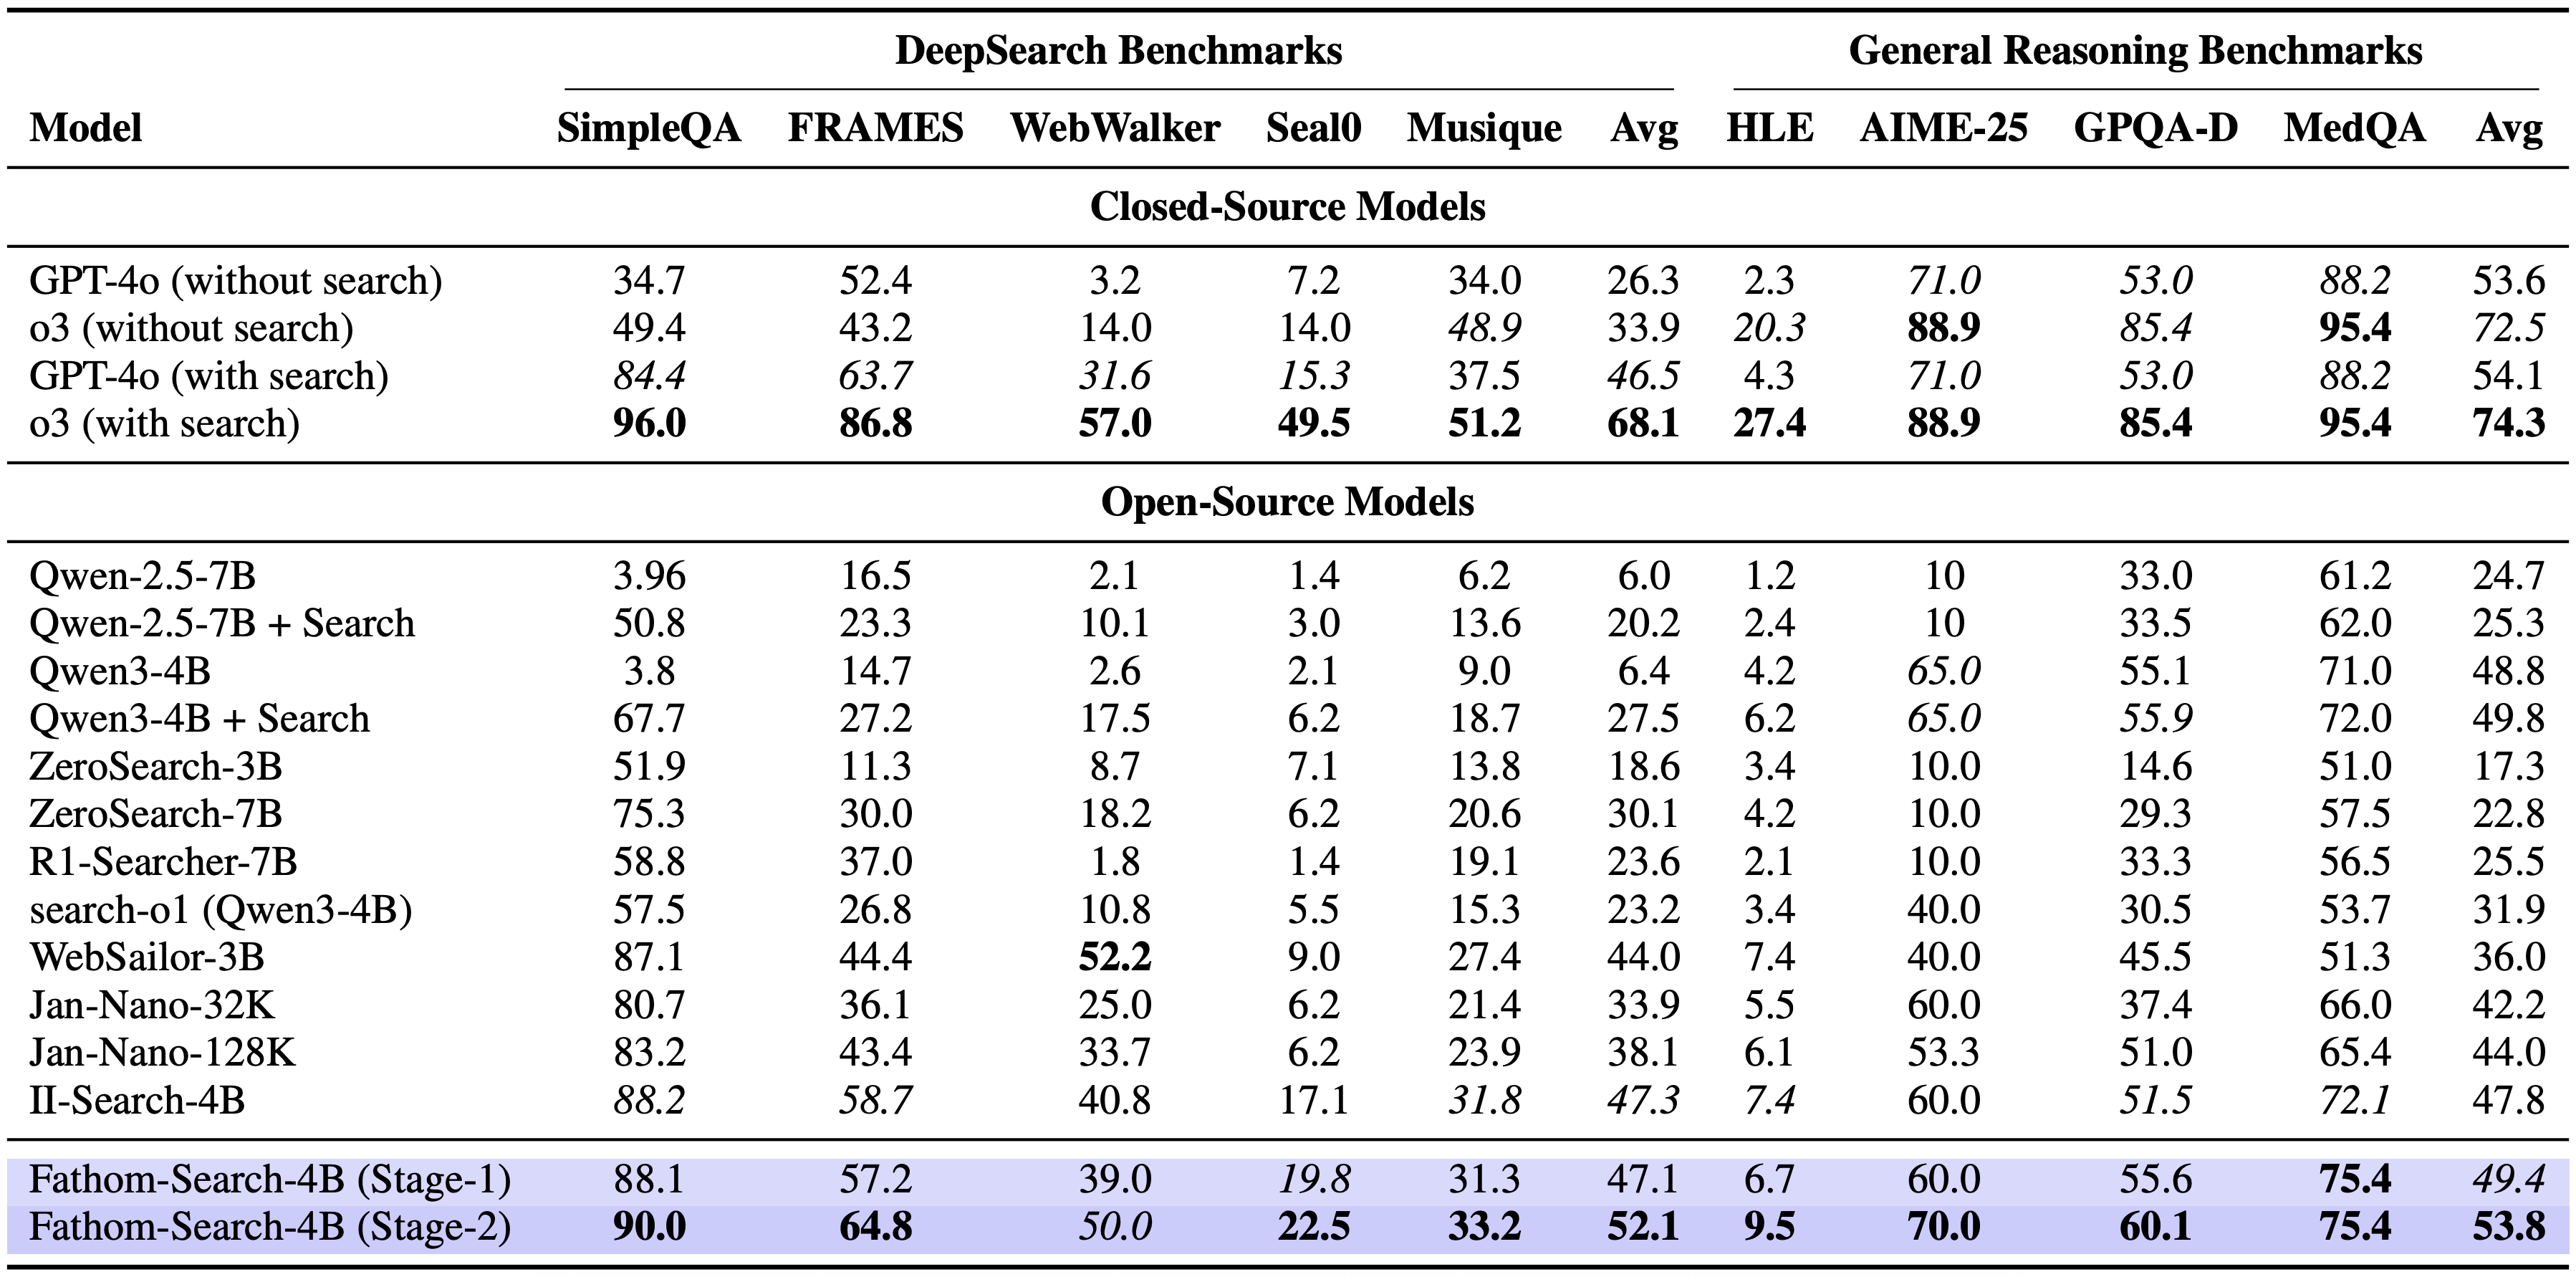 DeepSearch Benchmarks General Reasoning Benchmarks
Model SimpleQA FRAMES WebWalker Seal0 Musique Avg HLE AIME-25 GPQA-D MedQA Avg
Closed-Source Models
GPT-4o (without search) 34.7 52.4 3.2 7.2 34.0 26.3 2.3 71.0 53.0 88.2 53.6
o3 (without search) 49.4 43.2 14.0 14.0 48.9 33.9 20.3 88.9 85.4 95.4 72.5
GPT-4o (with search) 84.4 63.7 31.6 15.3 37.5 46.5 4.3 71.0 53.0 88.2 54.1
o3 (with search) 96.0 86.8 57.0 49.5 51.2 68.1 27.4 88.9 85.4 95.4 74.3
Open-Source Models
Qwen-2.5-7B 3.96 16.5 2.1 1.4 6.2 6.0 1.2 10 33.0 61.2 24.7
Qwen-2.5-7B + Search 50.8 23.3 10.1 3.0 13.6 20.2 2.4 10 33.5 62.0 25.3
Qwen3-4B 3.8 14.7 2.6 2.1 9.0 6.4 4.2 65.0 55.1 71.0 48.8
Qwen3-4B + Search 67.7 27.2 17.5 6.2 18.7 27.5 6.2 65.0 55.9 72.0 49.8
ZeroSearch-3B 51.9 11.3 8.7 7.1 13.8 18.6 3.4 10.0 14.6 51.0 17.3
ZeroSearch-7B 75.3 30.0 18.2 6.2 20.6 30.1 4.2 10.0 29.3 57.5 22.8
R1-Searcher-7B 58.8 37.0 1.8 1.4 19.1 23.6 2.1 10.0 33.3 56.5 25.5
search-o1 (Qwen3-4B) 57.5 26.8 10.8 5.5 15.3 23.2 3.4 40.0 30.5 53.7 31.9
WebSailor-3B 87.1 44.4 52.2 9.0 27.4 44.0 7.4 40.0 45.5 51.3 36.0
Jan-Nano-32K 80.7 36.1 25.0 6.2 21.4 33.9 5.5 60.0 37.4 66.0 42.2
Jan-Nano-128K 83.2 43.4 33.7 6.2 23.9 38.1 6.1 53.3 51.0 65.4 44.0
II-Search-4B 88.2 58.7 40.8 17.1 31.8 47.3 7.4 60.0 51.5 72.1 47.8
Fathom-Search-4B (Stage-1) 88.1 57.2 39.0 19.8 31.3 47.1 6.7 60.0 55.6 75.4 49.4
Fathom-Search-4B (Stage-2) 90.0 64.8 50.0 22.5 33.2 52.1 9.5 70.0 60.1 75.4 53.8